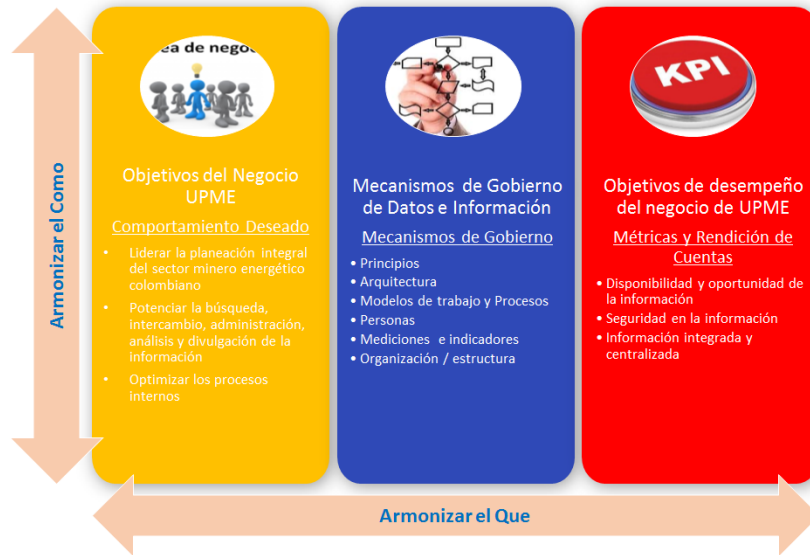 Armonizar el Como
ea de negoc
Objetivos del Negocio
UPME
Comportamiento Deseado
• Liderar la planeación integral
del sector minero energético
colombiano
• Potenciar la búsqueda,
intercambio, administración,
análisis y divulgación de la
información
• Optimizar los procesos
internos
Mecanismos de Gobierno
de Datos e Información
Mecanismos de Gobierno
• Principios
• Arquitectura
• Modelos de trabajo y Procesos
• Personas
• Mediciones e indicadores
• Organización / estructura
KPI
Objetivos de desempeño
del negocio de UPME
Métricas y Rendición de
Cuentas
• Disponibilidad y oportunidad de
la información
• Seguridad en la información
• Información integrada y
centralizada
Armonizar el Que